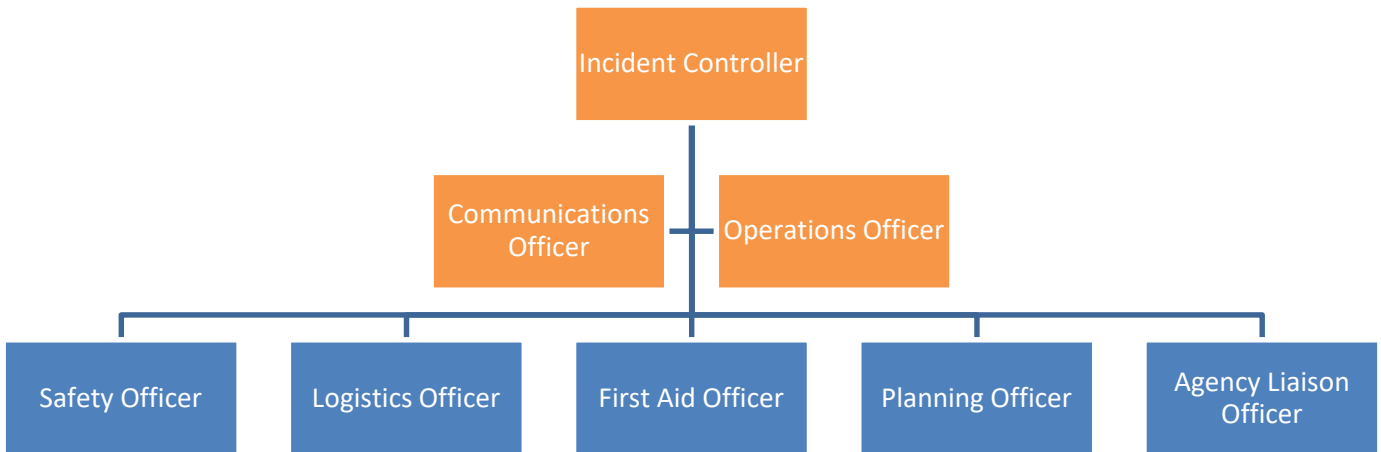 Incident Controller
Communications
Officer
Operations Officer
Safety Officer
Logistics Officer
First Aid Officer
Planning Officer
Agency Liaison
Officer